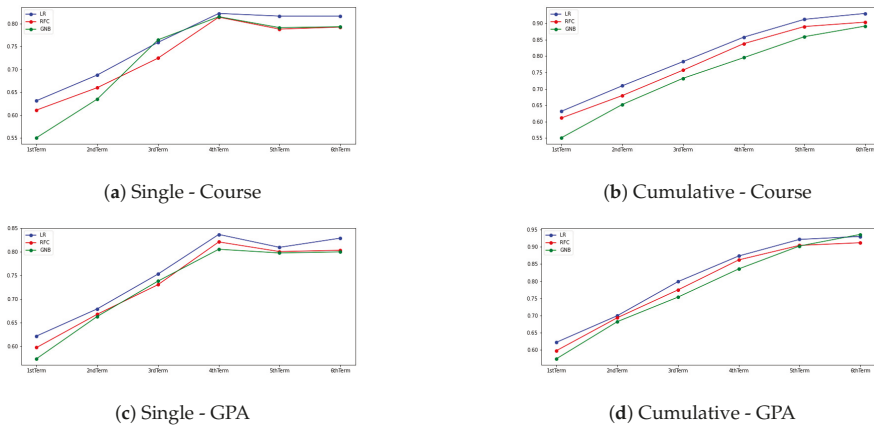 LR
RFC
GNB
0.80
0.75
0.70
0.65
0.60
0.55
1stTerm 2ndTerm 3rdTerm 4thTerm 5thTerm 6thTerm
(a) Single - Course
LR
RFC
GNB
0.90
0.85
0.80
0.75
0.70
0.65
0.60
0.55
1stTerm 2ndTerm 3rdTerm 4thTerm 5thTerm 6thTerm
(b) Cumulative - Course
0.85
LR
RFC
GNB
0.80
0.75
0.70
0.65
0.60
1stTerm 2ndTerm 3rdTerm 4thTerm 5thTerm 6thTerm
(c) Single - GPA
0.95
LR
RFC
GNB
0.90
0.85
0.80
0.75
0.70
0.65
0.60
1stTerm 2ndTerm 3rdTerm 4thTerm 5thTerm 6thTerm
(d) Cumulative - GPA